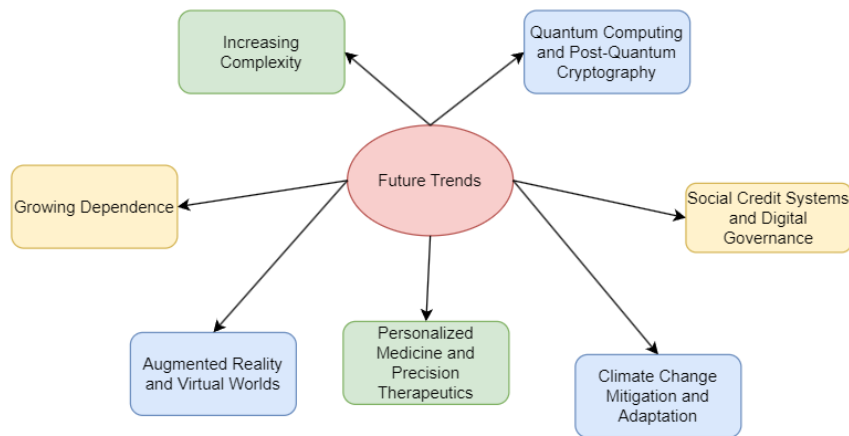 Increasing
Complexity
Quantum Computing
and Post-Quantum
Cryptography
Future Trends
Growing Dependence
Social Credit Systems
and Digital
Governance
Augmented Reality
and Virtual Worlds
Personalized
Medicine and
Precision
Therapeutics
Climate Change
Mitigation and
Adaptation